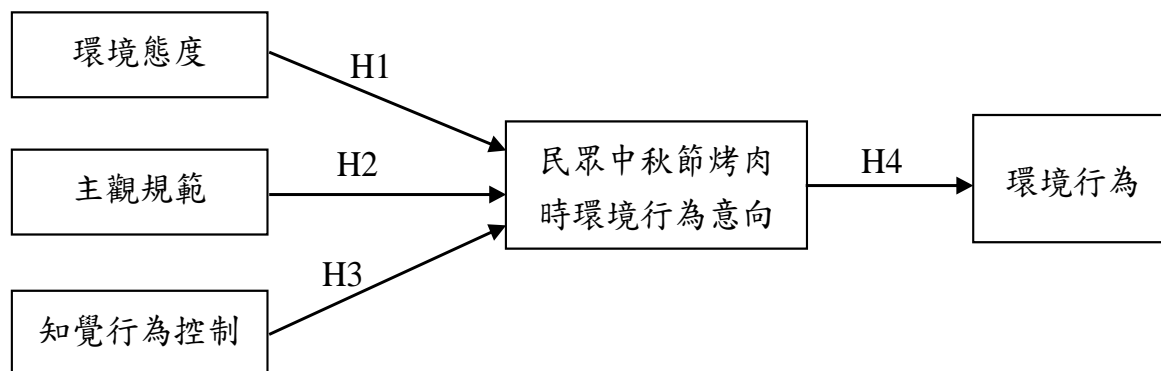 環境態度
H1
主觀規範
H2
民眾中秋節烤肉
時環境行為意向
H4
環境行為
H3
知覺行為控制